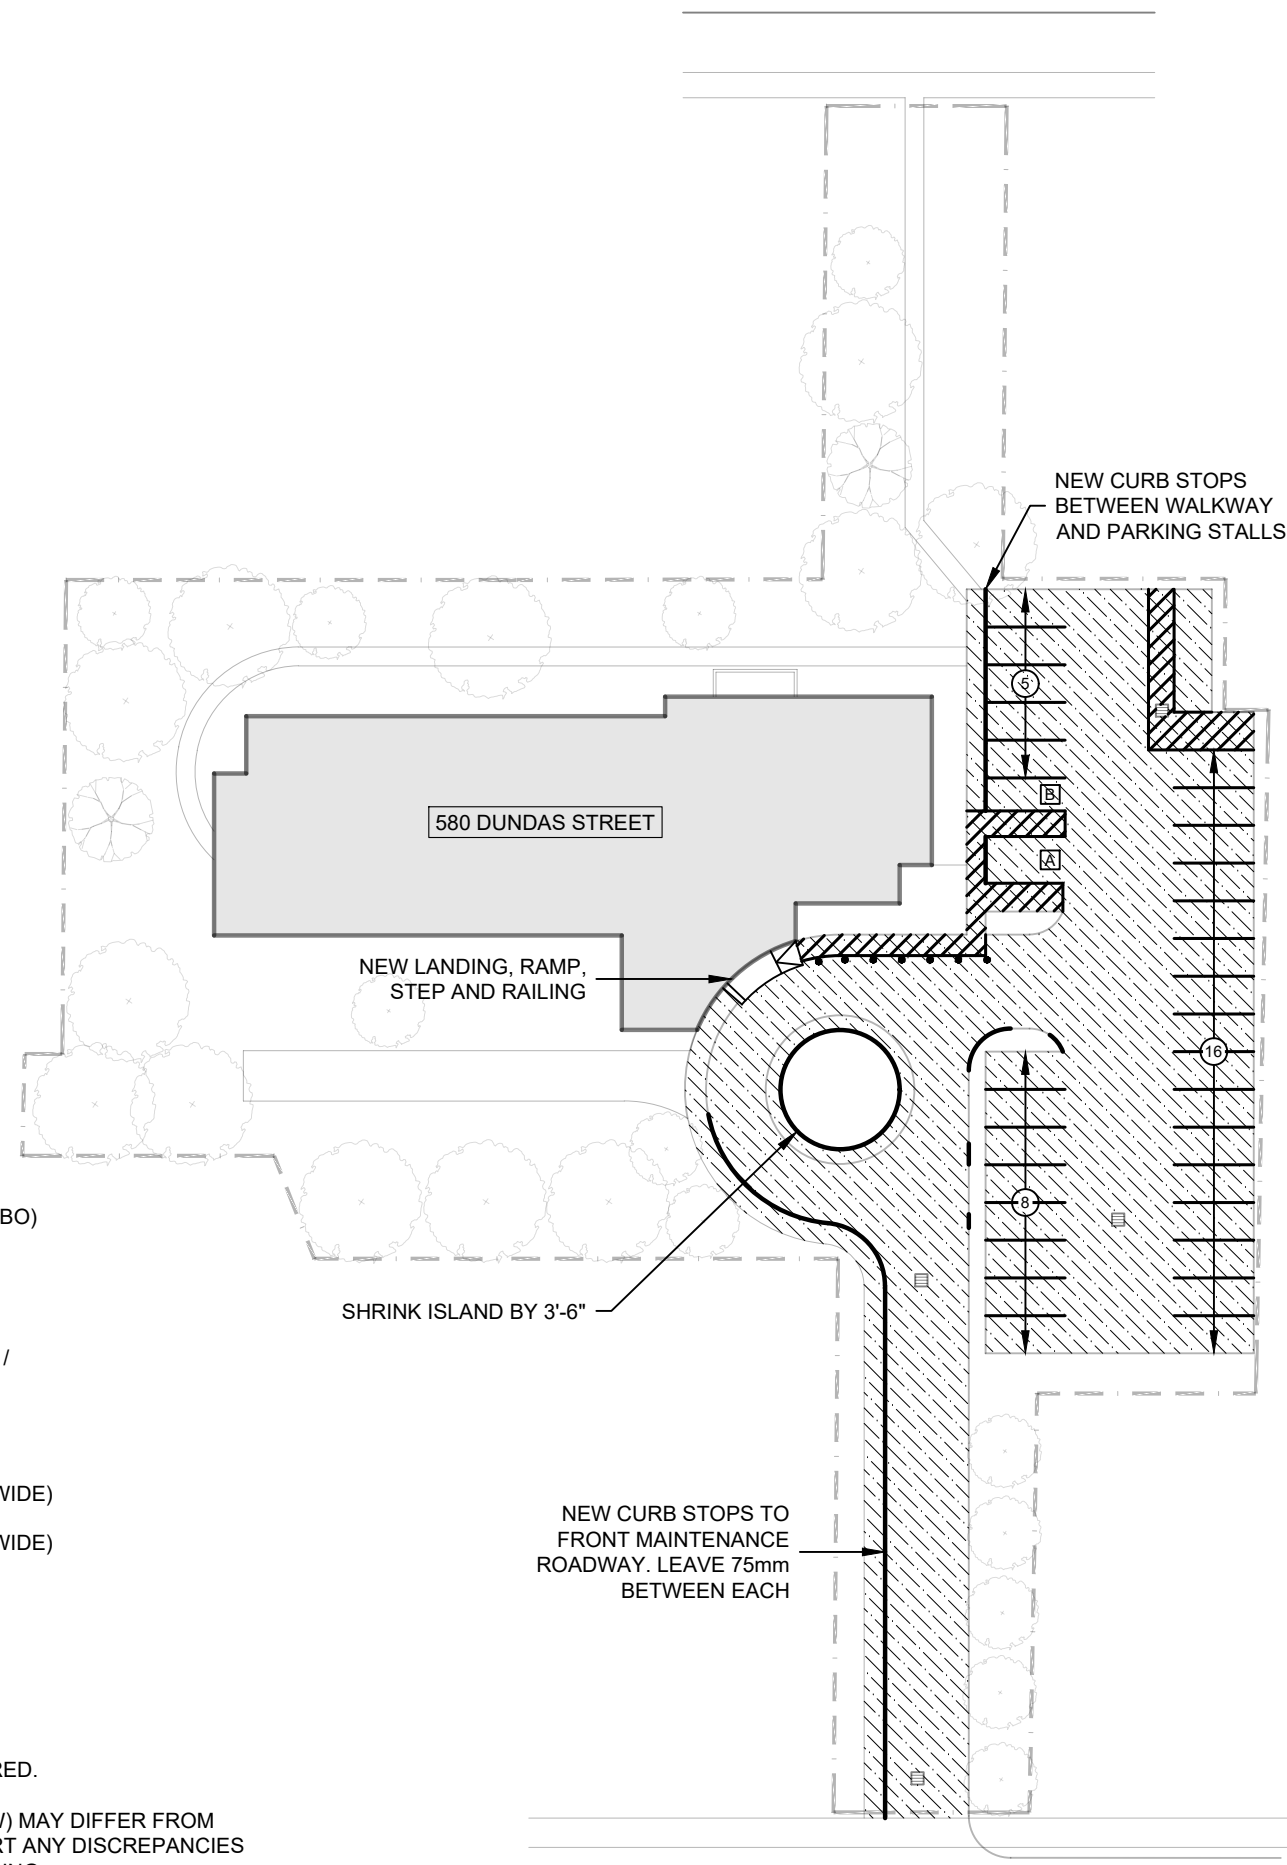 NEW CURB STOPS
BETWEEN WALKWAY
AND PARKING STALLS
5
B
580 DUNDAS STREET
A
NEW LANDING, RAMP,
STEP AND RAILING
16
8
BO)
SHRINK ISLAND BY 3'-6"
/
WIDE)
NEW CURB STOPS TO
FRONT MAINTENANCE
ROADWAY. LEAVE 75mm
BETWEEN EACH
WIDE)
RED.
) MAY DIFFER FROM
RT ANY DISCREPANCIES